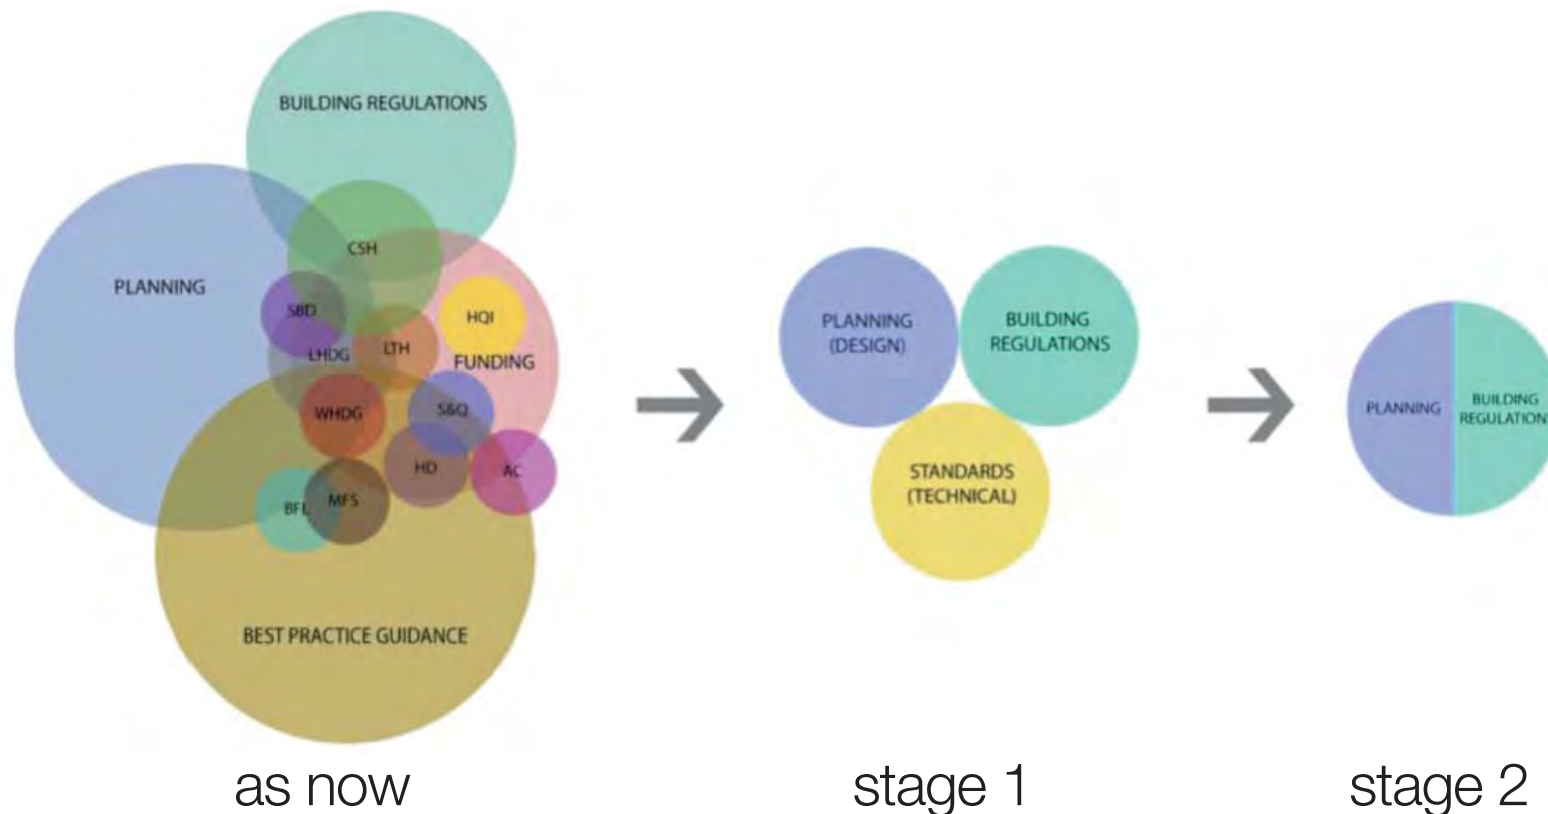 BUILDING REGULATIONS
CSH
PLANNING
SBD
HQI
LHDG
LTH
FUNDING
WHDG
S&Q
HD
AC
BFL
MFS
BEST PRACTICE GUIDANCE
as now
PLANNING
(DESIGN)
BUILDING
REGULATIONS
STANDARDS
(TECHNICAL)
stage 1
PLANNING
BUILDING
REGULATION
stage 2